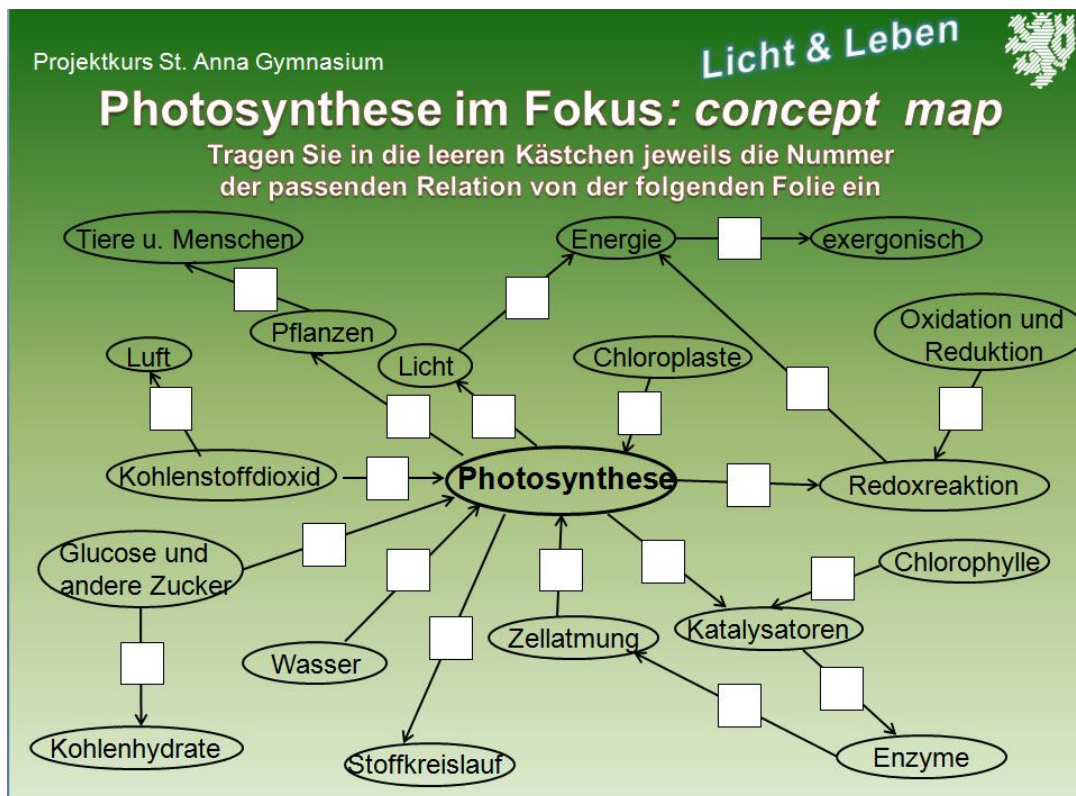 Projektkurs St. Anna Gymnasium
Licht & Leben
Photosynthese im Fokus: concept map
Tragen Sie in die leeren Kästchen jeweils die Nummer
der passenden Relation von der folgenden Folie ein
Tiere u. Menschen
Energie
exergonisch
Pflanzen
Oxidation und
Reduktion
Luft
Licht
Chloroplaste
Kohlenstoffdioxid
Photosynthese
Redoxreaktion
Glucose und
andere Zucker
Chlorophylle
Wasser
Zellatmung
Katalysatoren
Kohlenhydrate
Stoffkreislauf
Enzyme